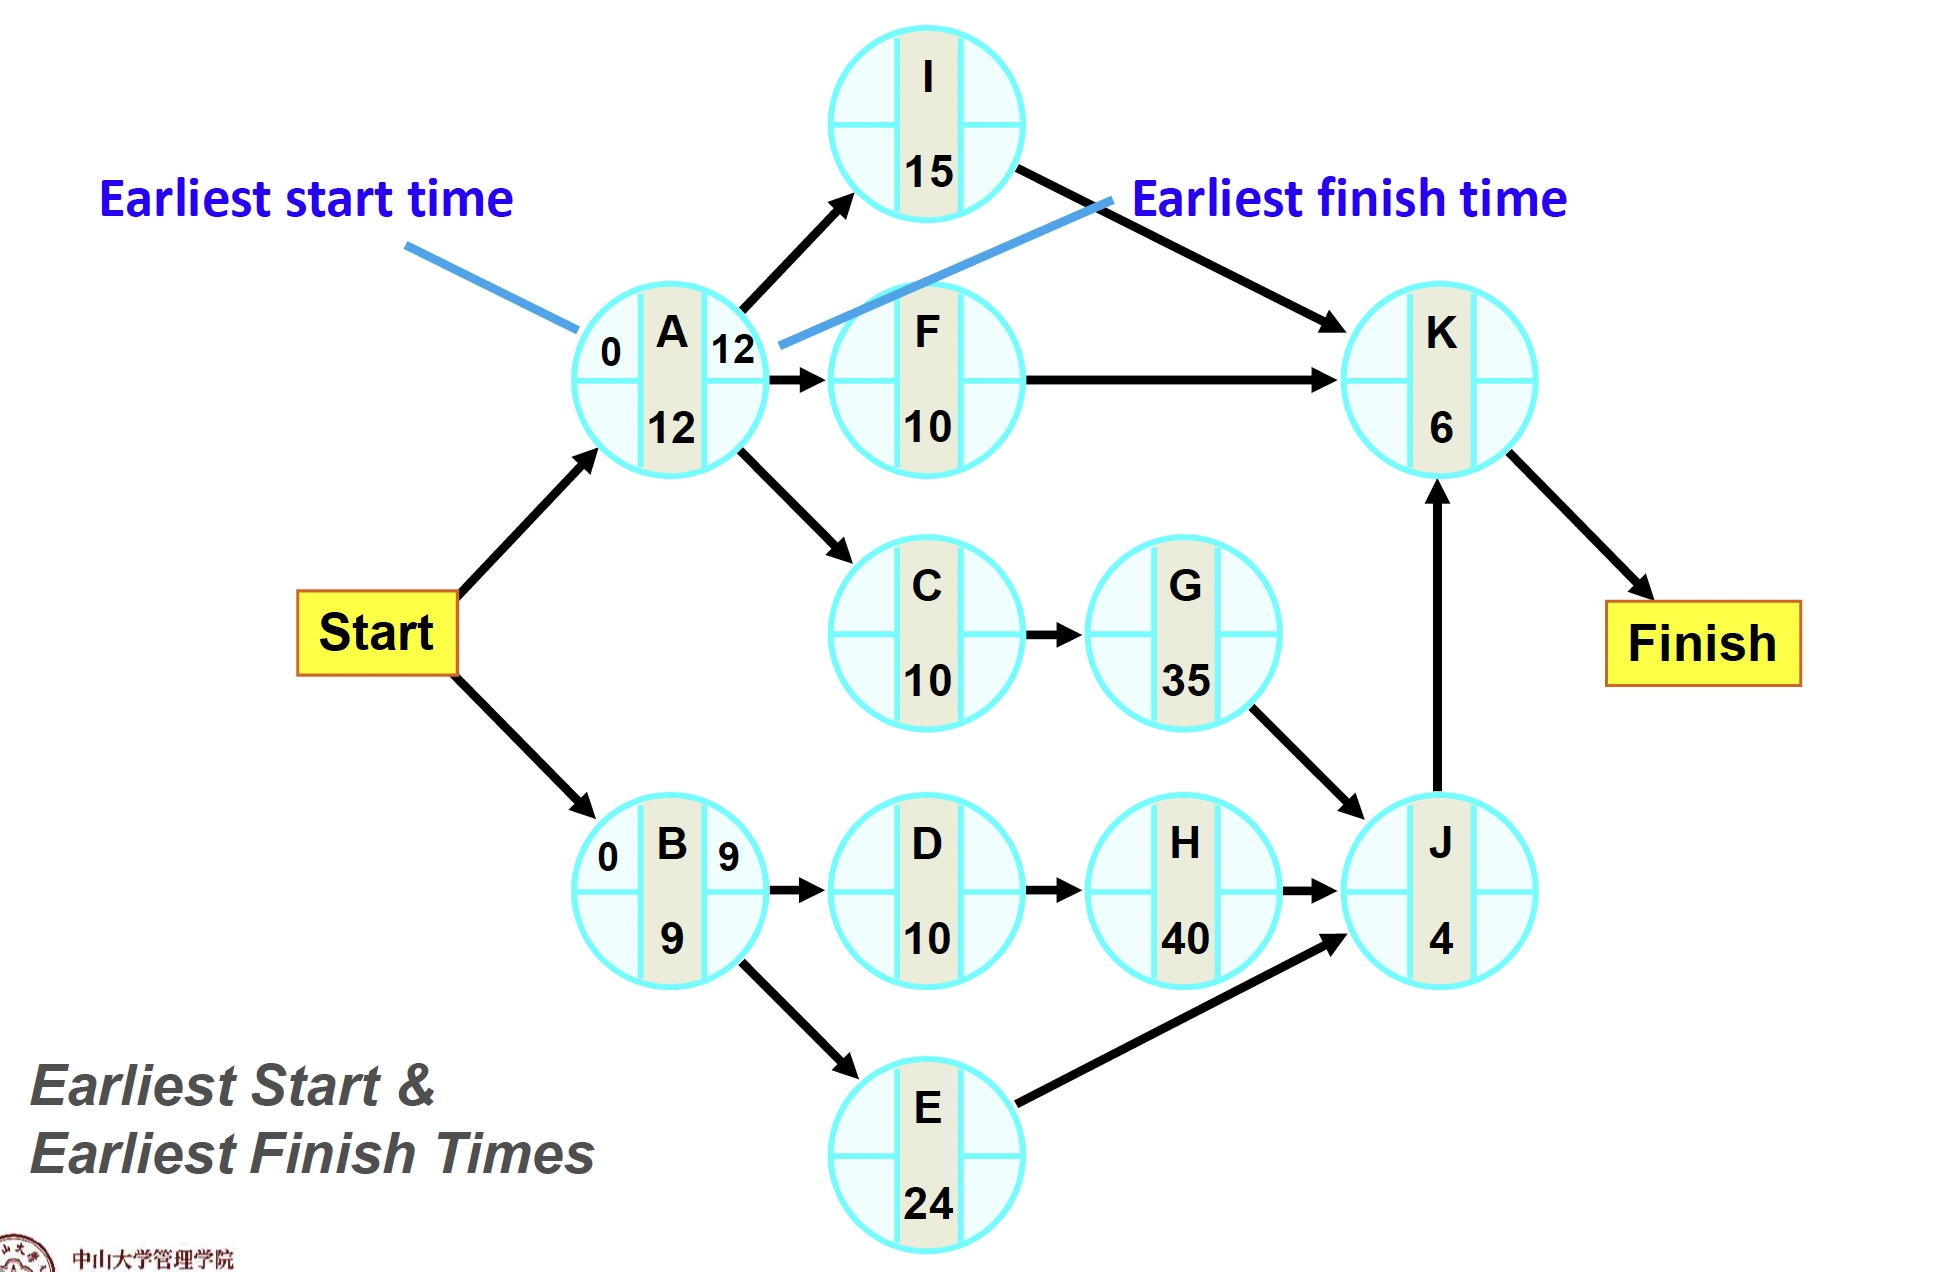 I
15
Earliest start time
Earliest finish time
0
A
12
12
F
10
K
6
C
10
G
35
Start
Finish
0
B
9
9
D
10
H
40
J
4
E
24
Earliest Start &
Earliest Finish Times
中山大学管理学院